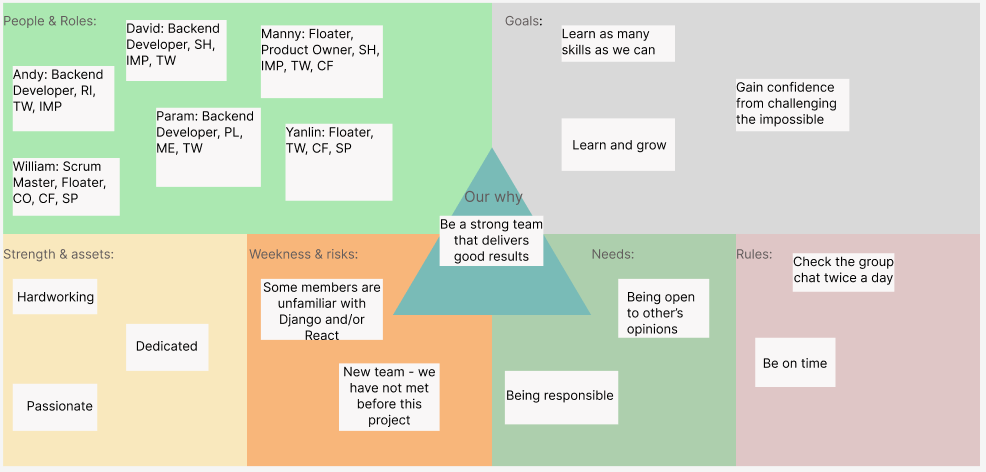 People & Roles:
David: Backend
Developer, SH,
IMP, TW
Manny: Floater,
Product Owner, SH,
IMP, TW, CF
Andy: Backend
Developer, RI,
TW, IMP
Param: Backend
Developer, PL,
ME, TW
Yanlin: Floater,
TW, CF, SP
William: Scrum
Master, Floater,
CO, CF, SP
Goals:
Learn as many
skills as we can
Gain confidence
from challenging
the impossible
Learn and grow
Our why
Be a strong team
that delivers
good results
Strength & assets:
Hardworking
Dedicated
Passionate
Weekness & risks:
Some members are
unfamiliar with
Django and/or
React
New team - we
have not met
before this
project
Needs:
Being open
to other's
opinions
Being responsible
Rules:
Check the group
chat twice a day
Be on time